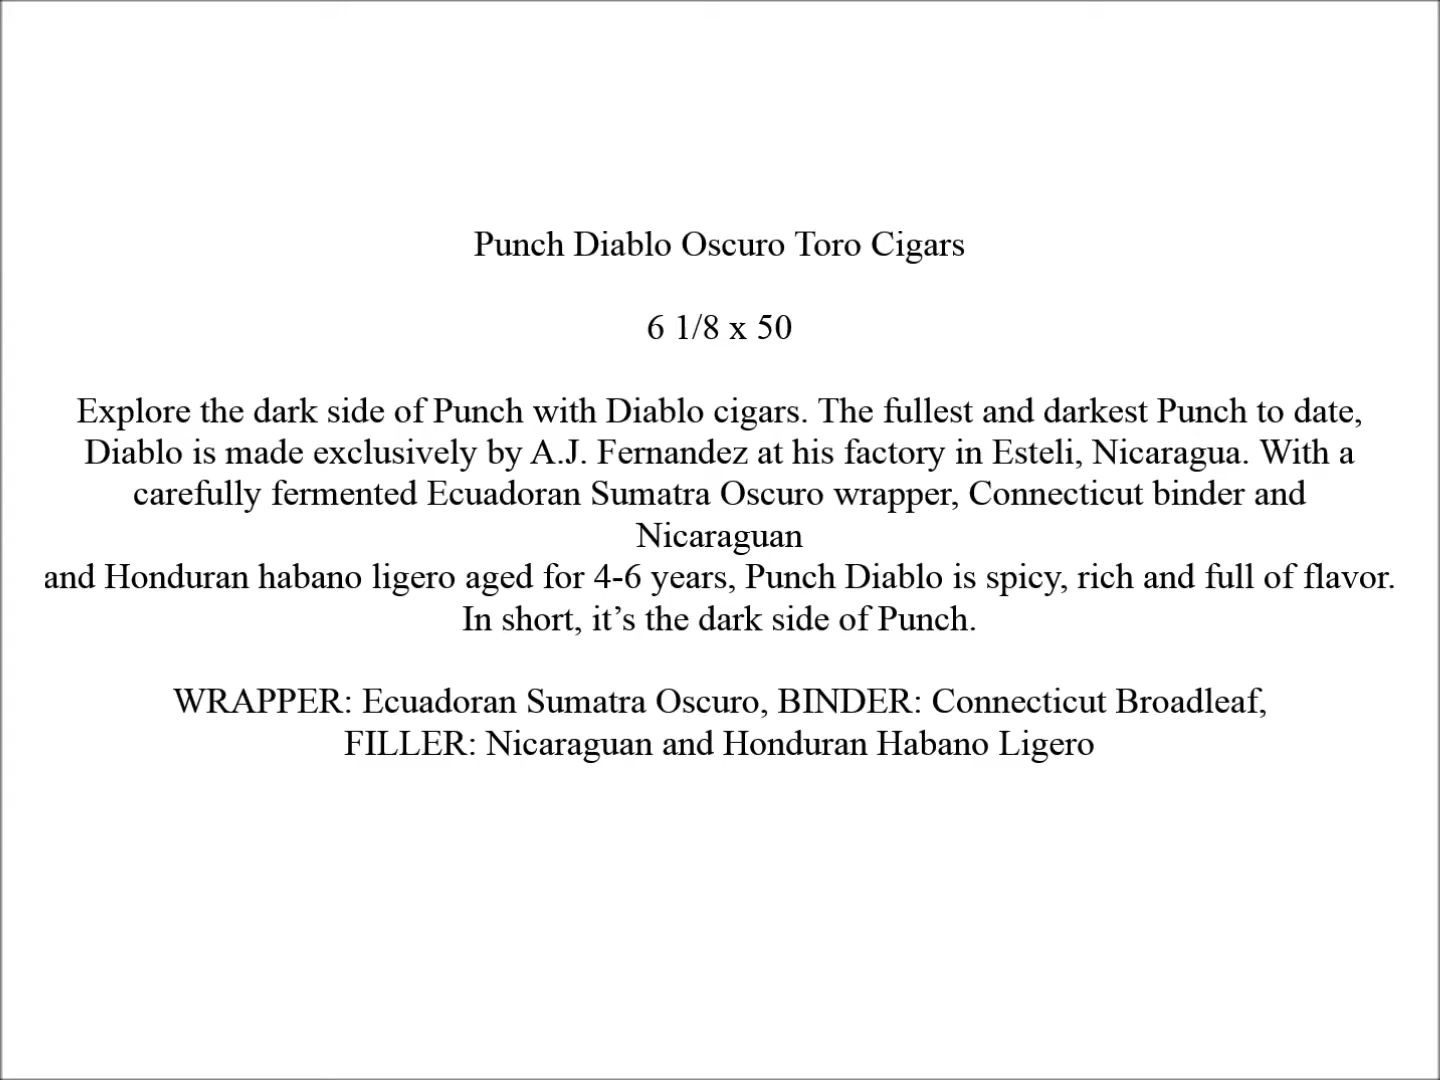 Punch Diablo Oscuro Toro Cigars
6 1/8 x 50
Explore the dark side of Punch with Diablo cigars. The fullest and darkest Punch to date,
Diablo is made exclusively by A.J. Fernandez at his factory in Esteli, Nicaragua. With a
carefully fermented Ecuadoran Sumatra Oscuro wrapper, Connecticut binder and
Nicaraguan
and Honduran habano ligero aged for 4-6 years, Punch Diablo is spicy, rich and full of flavor.
In short, it’s the dark side of Punch.
WRAPPER: Ecuadoran Sumatra Oscuro, BINDER: Connecticut Broadleaf,
FILLER: Nicaraguan and Honduran Habano Ligero